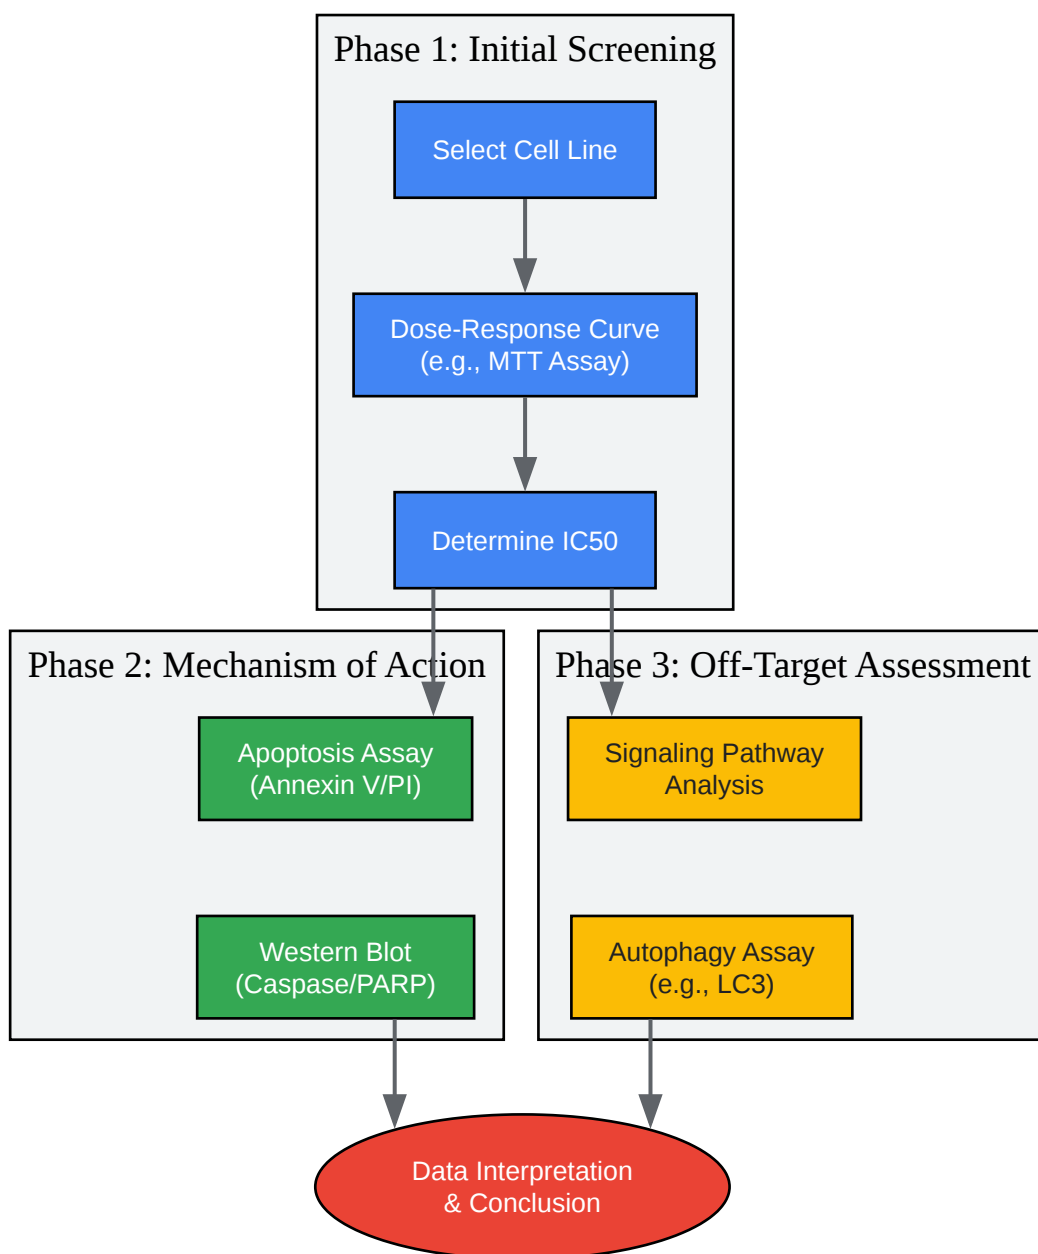 Phase 1: Initial Screening
Select Cell Line
Dose-Response Curve
(e.g., MTT Assay)
Determine IC50
Phase 2: Mechanism of Action
Apoptosis Assay
(Annexin V/PI)
Western Blot
(Caspase/PARP)
Phase 3: Off-Target Assessment
Signaling Pathway
Analysis
Autophagy Assay
(e.g., LC3)
Data Interpretation
& Conclusion